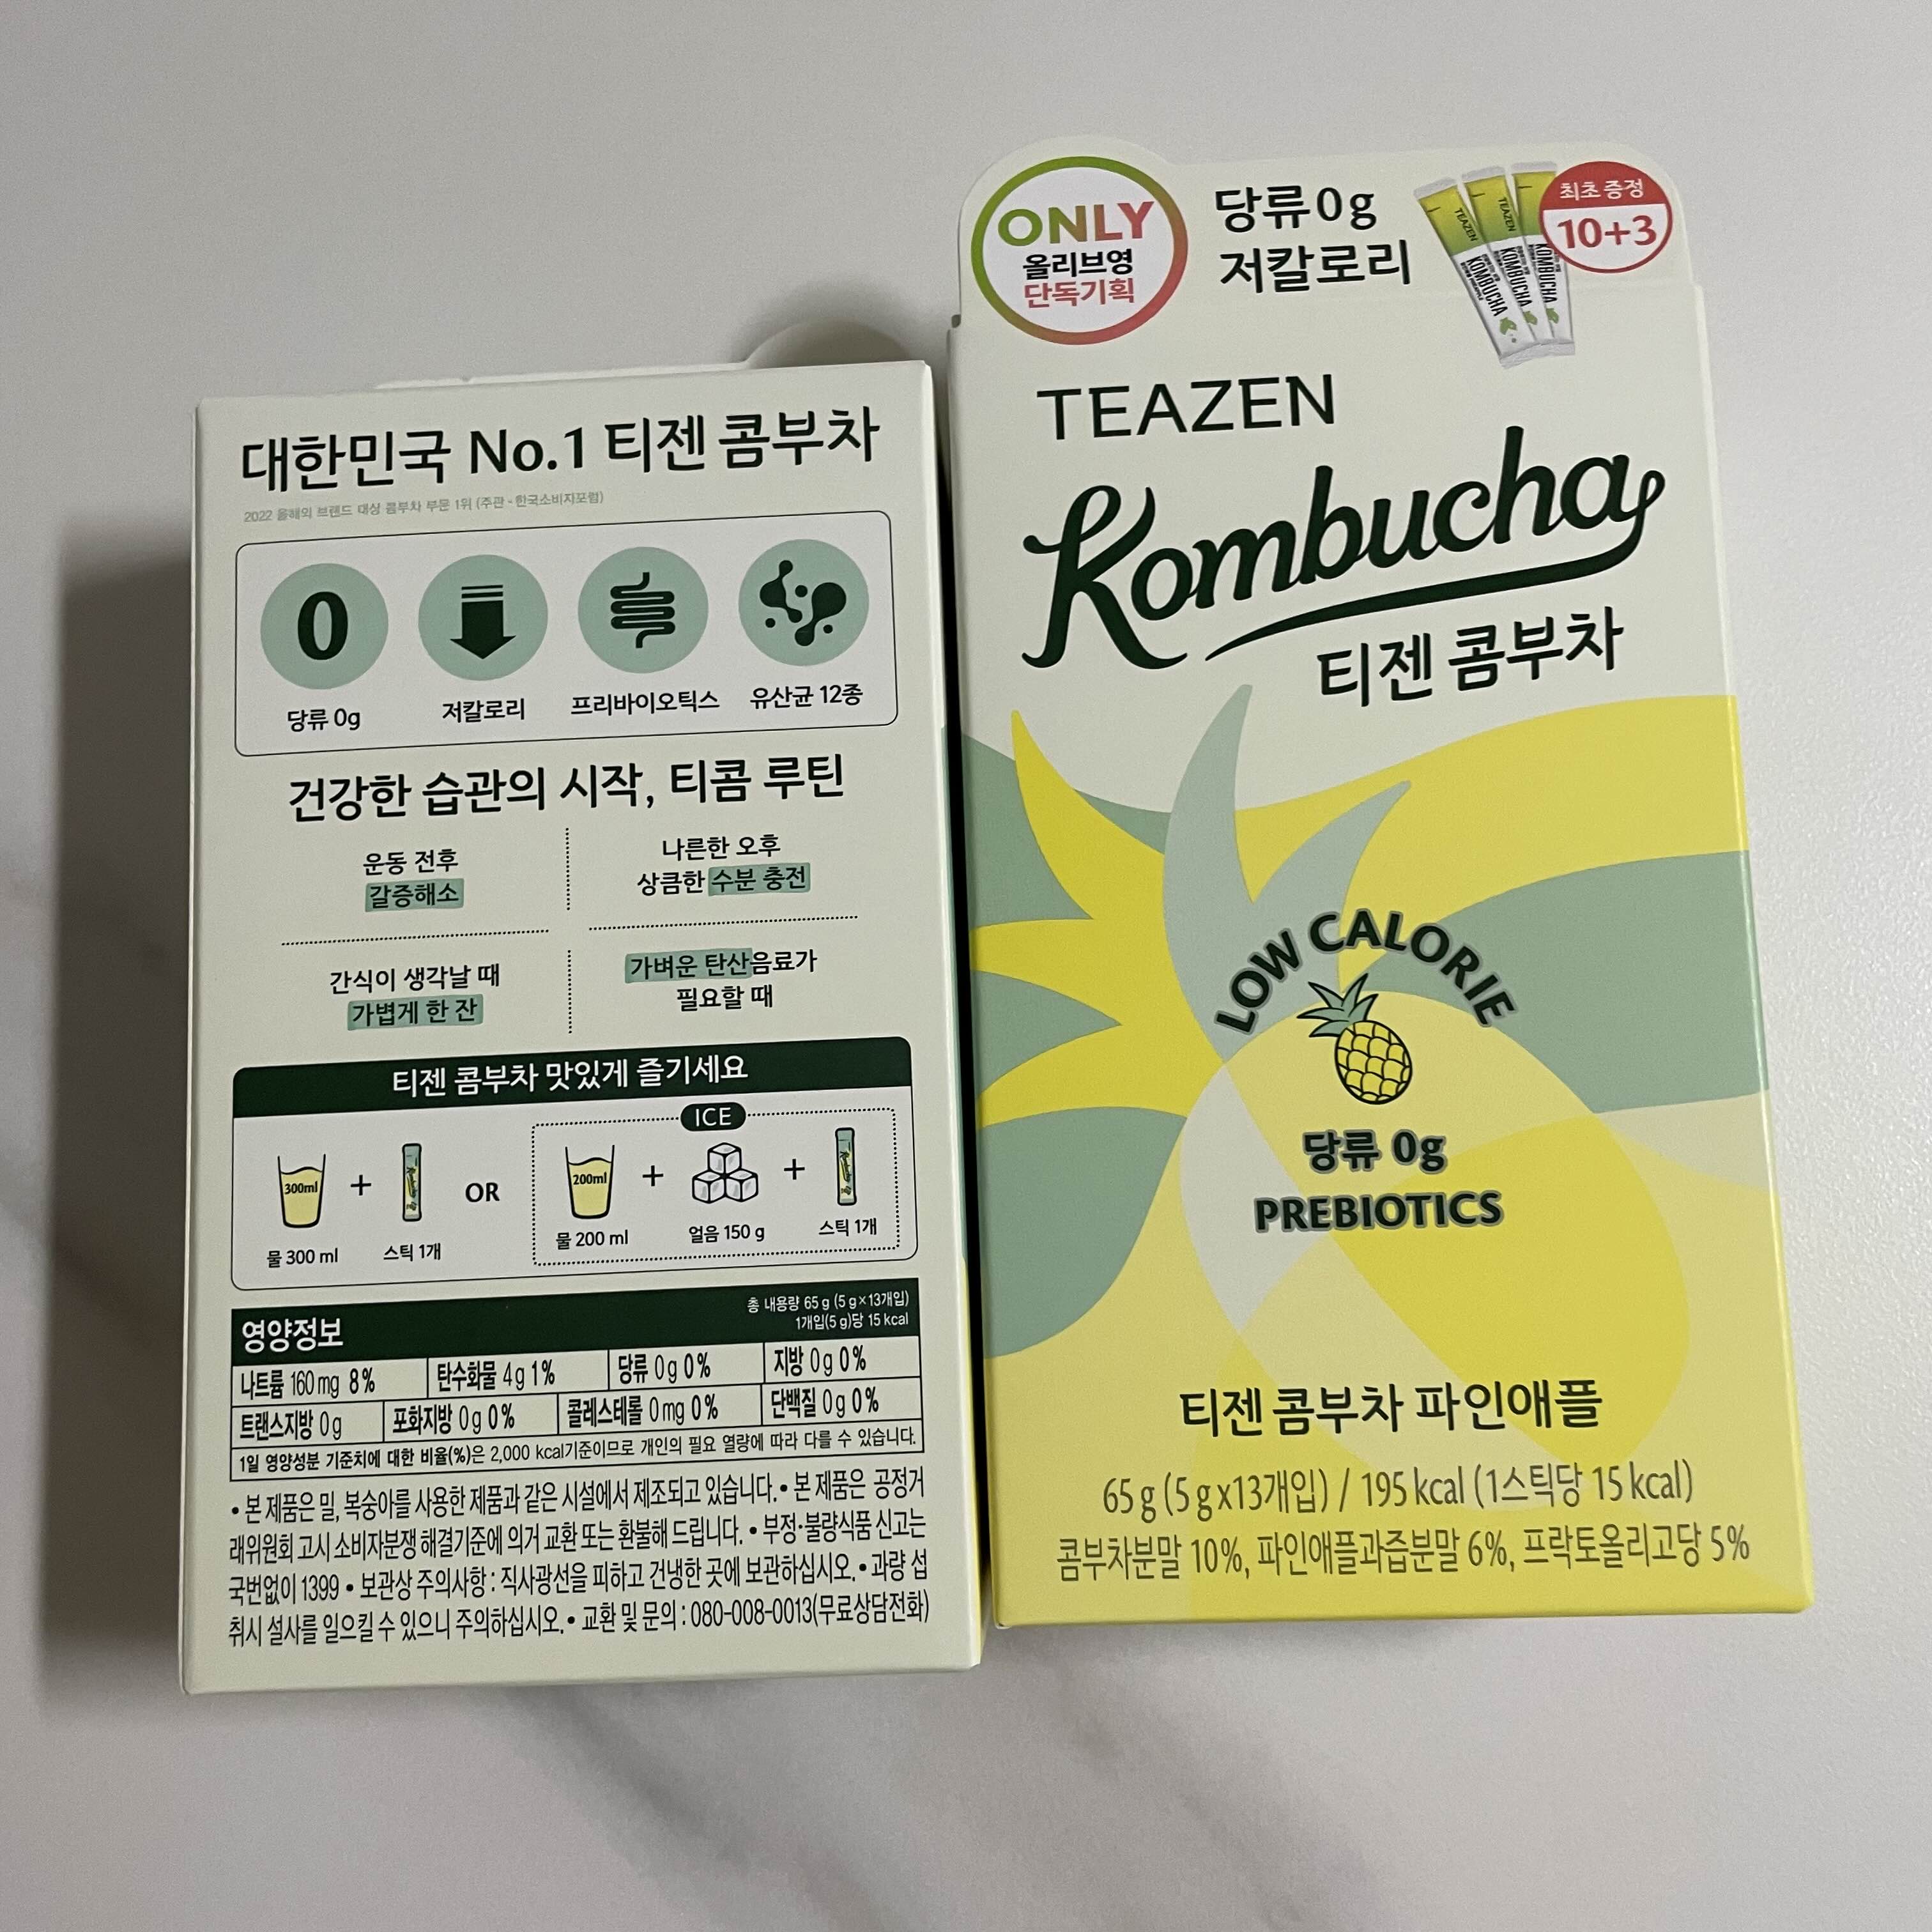 대한민국 No.1 티젠 콤부차
2022 올해의 브랜드 대상 콤부차 부문 1위 (주관 - 한국소비자포럼)
0
당류 0g
저칼로리
프리바이오틱스
유산균 12종
건강한 습관의 시작, 티콤 루틴
운동 전후
갈증해소
나른한 오후
상큼한 수분 충전
간식이 생각날 때
가볍게 한 잔
가벼운 탄산음료가
필요할 때
티젠 콤부차 맛있게 즐기세요
300ml
+
OR
ICE
200ml
+
+
물 300 ml
스틱 1개
물 200 ml
얼음 150 g
스틱 1개
영양정보
총 내용량 65 g (5 g×13개입)
1개입(5 g)당 15 kcal
나트륨 160 mg 8% 탄수화물 4 g 1% 당류 0 g 0% 지방 0 g 0%
트랜스지방 0 g 포화지방 0 g 0% 콜레스테롤 0 mg 0% 단백질 0 g 0%
1일 영양성분 기준치에 대한 비율(%)은 2,000 kcal기준이므로 개인의 필요 열량에 따라 다를 수 있습니다.
• 본 제품은 밀, 복숭아를 사용한 제품과 같은 시설에서 제조되고 있습니다. • 본 제품은 공정거
래위원회 고시 소비자분쟁 해결기준에 의거 교환 또는 환불해 드립니다. • 부정·불량식품 신고는
국번없이 1399 • 보관상 주의사항 : 직사광선을 피하고 건냉한 곳에 보관하십시오. • 과량 섭
취시 설사를 일으킬 수 있으니 주의하십시오. • 교환 및 문의 : 080-008-0013(무료상담전화)
ONLY
올리브영
단독기획
당류 0g
저칼로리
TEAZEN
KOMBUCHA
TEAZEN
KOMBUCHA
KOMBUCHA
최초 증정
10+3
TEAZEN
Kombucha
티젠 콤부차
LOW CALORIE
당류 0g
PREBIOTICS
티젠 콤부차 파인애플
65 g (5 g x13개입) / 195 kcal (1스틱당 15 kcal)
콤부차분말 10%, 파인애플과즙분말 6%, 프락토올리고당 5%